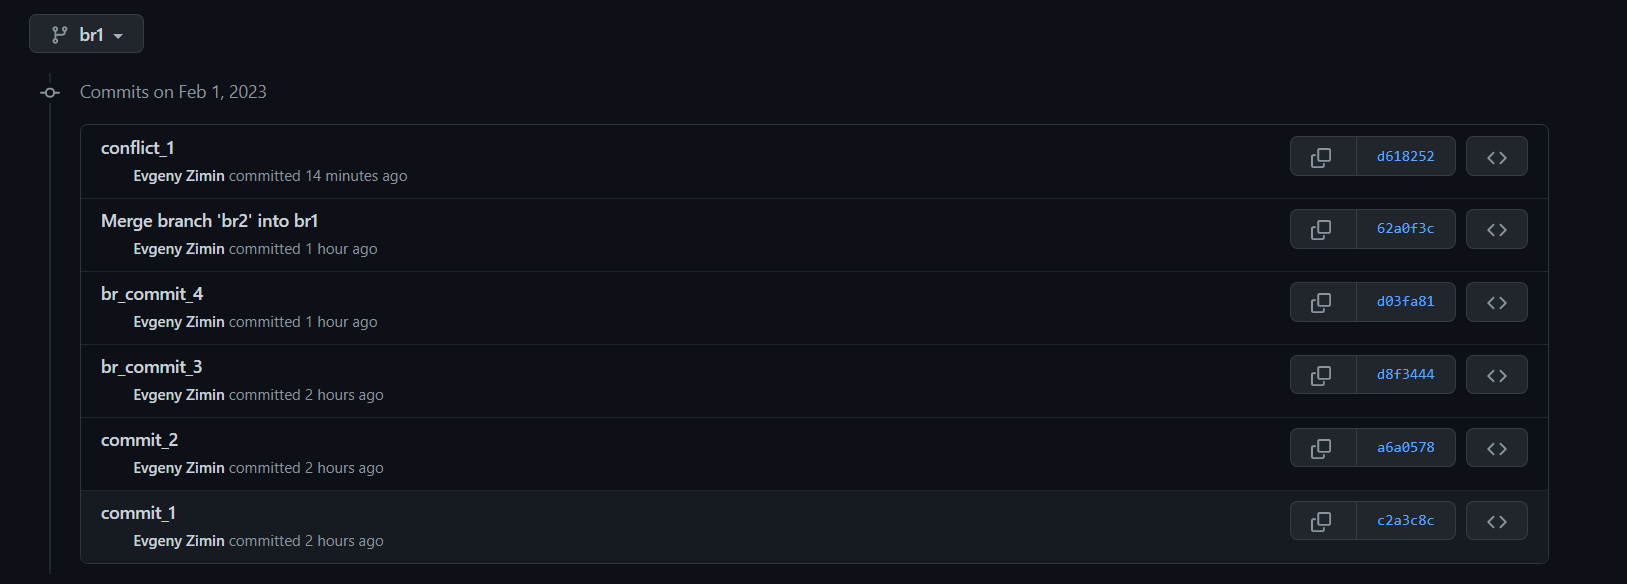 br1
Commits on Feb 1, 2023
conflict_1
Evgeny Zimin committed 14 minutes ago
d618252
Merge branch 'br2' into br1
Evgeny Zimin committed 1 hour ago
62a0f3c
br_commit_4
Evgeny Zimin committed 1 hour ago
d03fa81
br_commit_3
Evgeny Zimin committed 2 hours ago
d8f3444
commit_2
Evgeny Zimin committed 2 hours ago
a6a0578
commit_1
Evgeny Zimin committed 2 hours ago
c2a3c8c